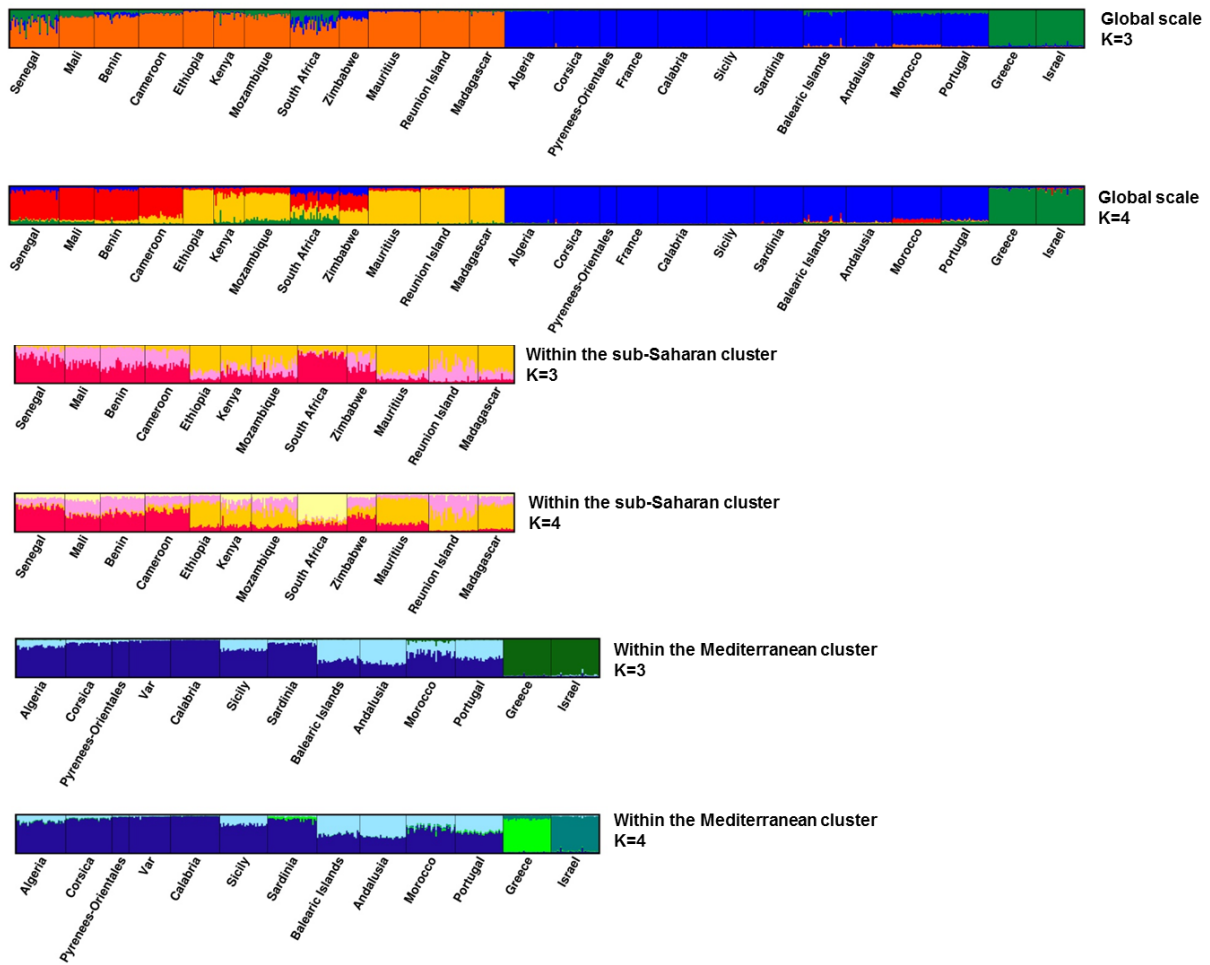 Global scale
K=3
Senegal
Mali
Benin
Cameroon
Ethiopia
Kenya
Mozambique
South Africa
Zimbabwe
Mauritius
Reunion Island
Madagascar
Algeria
Corsica
Pyrenees-Orientales
France
Calabria
Sicily
Sardinia
Balearic Islands
Andalusia
Morocco
Portugal
Greece
Israel
Global scale
K=4
Senegal
Mali
Benin
Cameroon
Ethiopia
Kenya
Mozambique
South Africa
Zimbabwe
Mauritius
Reunion Island
Madagascar
Algeria
Corsica
Pyrenees-Orientales
France
Calabria
Sicily
Sardinia
Balearic Islands
Andalusia
Morocco
Portugal
Greece
Israel
Within the sub-Saharan cluster
K=3
Senegal
Mali
Benin
Cameroon
Ethiopia
Kenya
Mozambique
South Africa
Zimbabwe
Mauritius
Reunion Island
Madagascar
Within the sub-Saharan cluster
K=4
Senegal
Mali
Benin
Cameroon
Ethiopia
Kenya
Mozambique
South Africa
Zimbabwe
Mauritius
Reunion Island
Madagascar
Within the Mediterranean cluster
K=3
Algeria
Corsica
Pyrenees-Orientales
Var
Calabria
Sicily
Sardinia
Balearic Islands
Andalusia
Morocco
Portugal
Greece
Israel
Within the Mediterranean cluster
K=4
Algeria
Corsica
Pyrenees-Orientales
Var
Calabria
Sicily
Sardinia
Balearic Islands
Andalusia
Morocco
Portugal
Greece
Israel